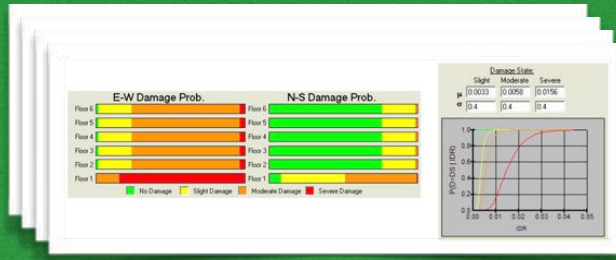 E-W Damage Prob.
Floor 6
Floor 5
Floor 4
Floor 3
Floor 2
Floor 1
N-S Damage Prob.
Floor 6
Floor 5
Floor 4
Floor 3
Floor 2
Floor 1
No Damage Slight Damage Moderate Damage Severe Damage
Damage State:
Slight Moderate Severe
μ 0.0033 0.0058 0.0156
σ 0.4 0.4 0.4
P(D>DS | IDR)
1.0
0.8
0.6
0.4
0.2
0.0
0.00 0.01 0.02 0.03 0.04 0.05
IDR